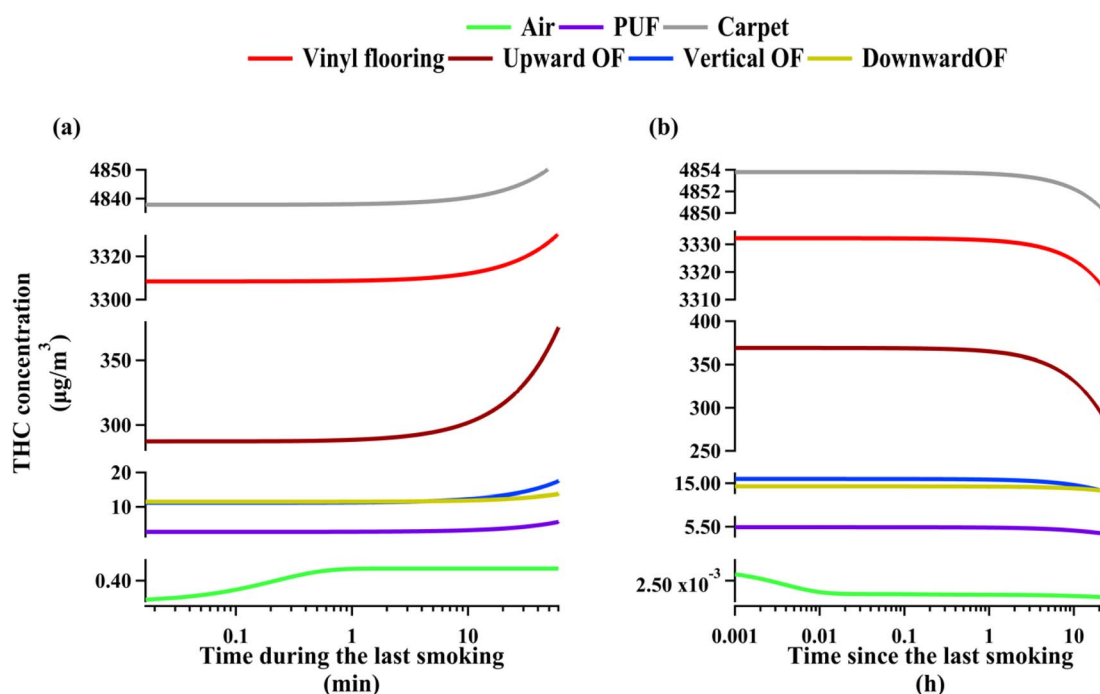 Air PUF Carpet
Vinyl flooring Upward OF Vertical OF DownwardOF
(a)
(b)
THC concentration
(µg/m³)
4850
4840
3320
3300
350
300
20
10
0.40
0.1 1 10
Time during the last smoking
(min)
4854
4852
4850
3330
3320
3310
400
350
300
250
15.00
5.50
2.50 x10⁻³
0.001 0.01 0.1 1 10
Time since the last smoking
(h)